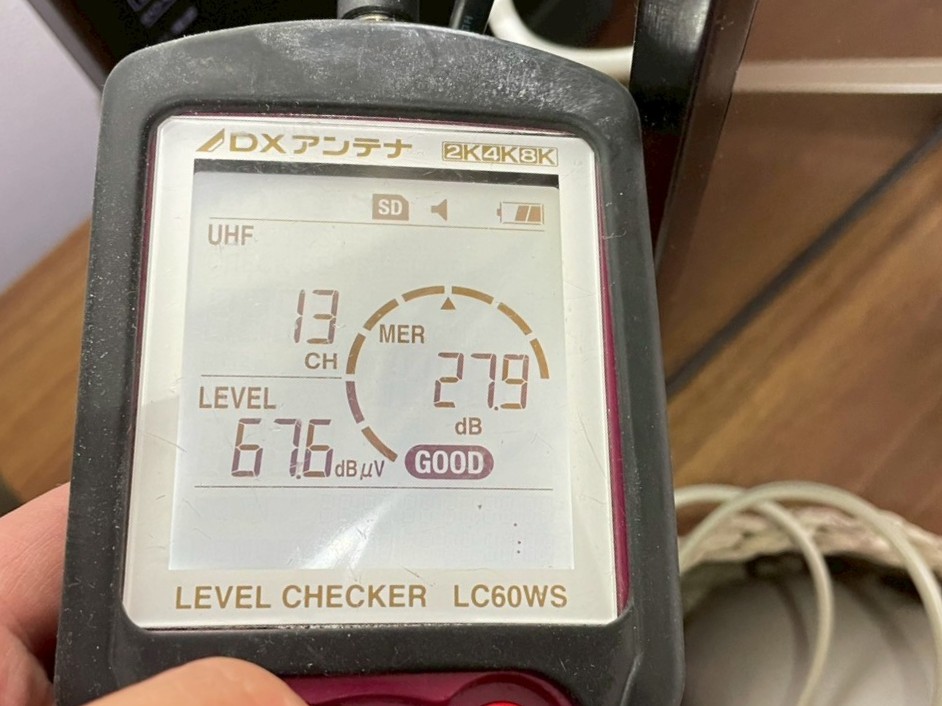 DXアンテナ 2K4K8K
SD
UHF
13
CH
MER
27.9
dB
LEVEL
67.6 dBμV
GOOD
LEVEL CHECKER LC60WS